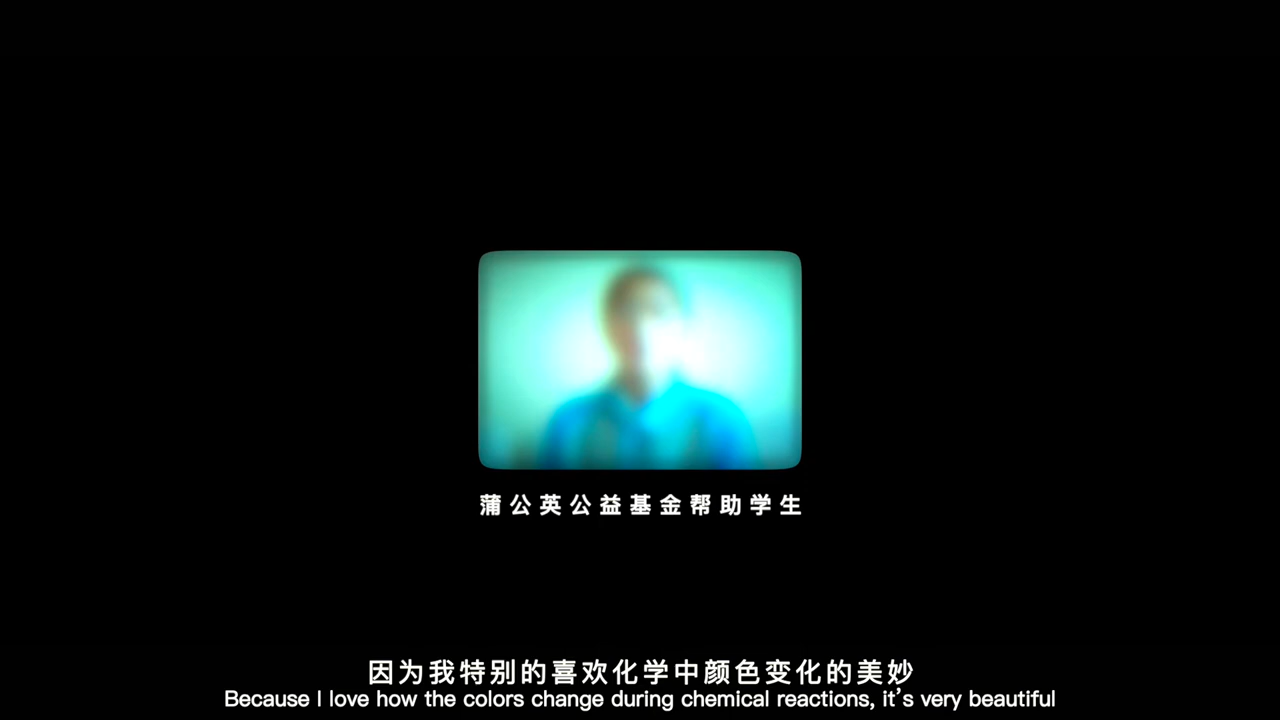 蒲公英公益基金帮助学生
因为我特别的喜欢化学中颜色变化的美妙
Because I love how the colors change during chemical reactions, it's very beautiful